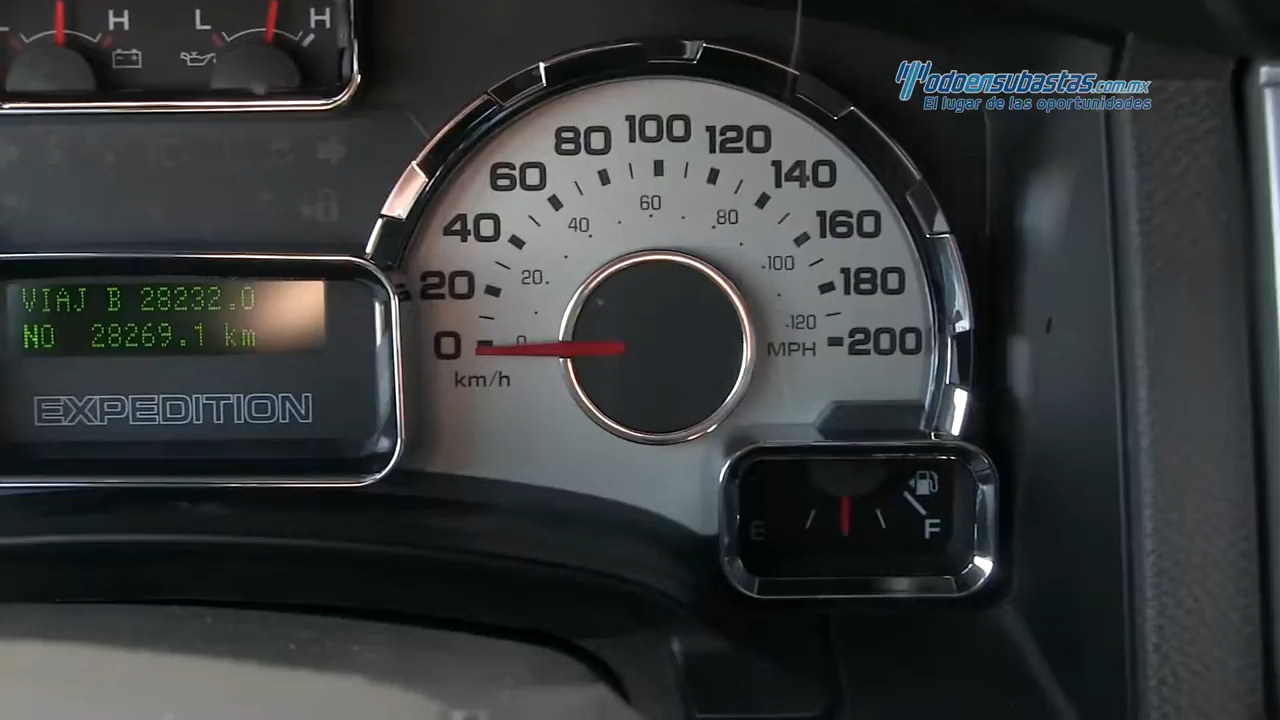 H
L
H
odoensubastas.com.mx
El lugar de las oportunidades
0
20
40
60
80
100
120
140
160
180
200
0
20
40
60
80
100
120
km/h
MPH
VIAJ B 28232.0
NO 28269.1 km
EXPEDITION
E
F